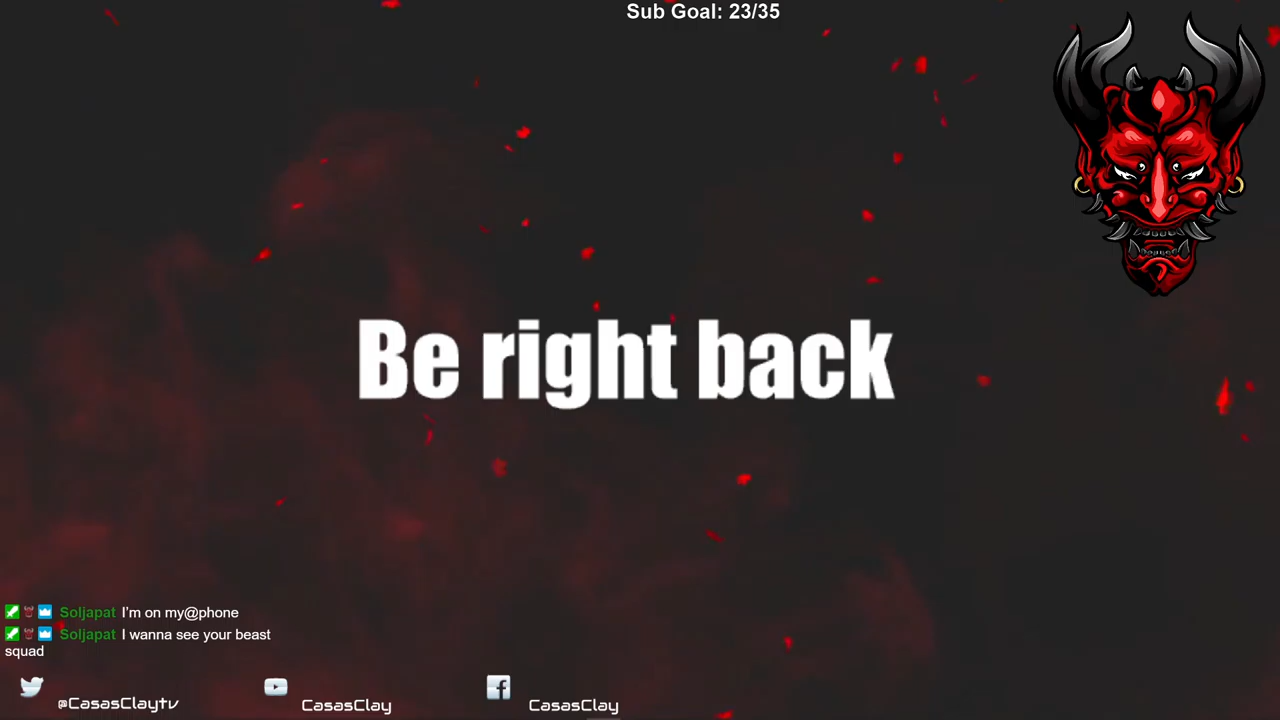 Sub Goal: 23/35
Be right back
Soljapat I'm on my@phone
Soljapat I wanna see your beast
squad
@CasasClaytv
CasasClay
CasasClay